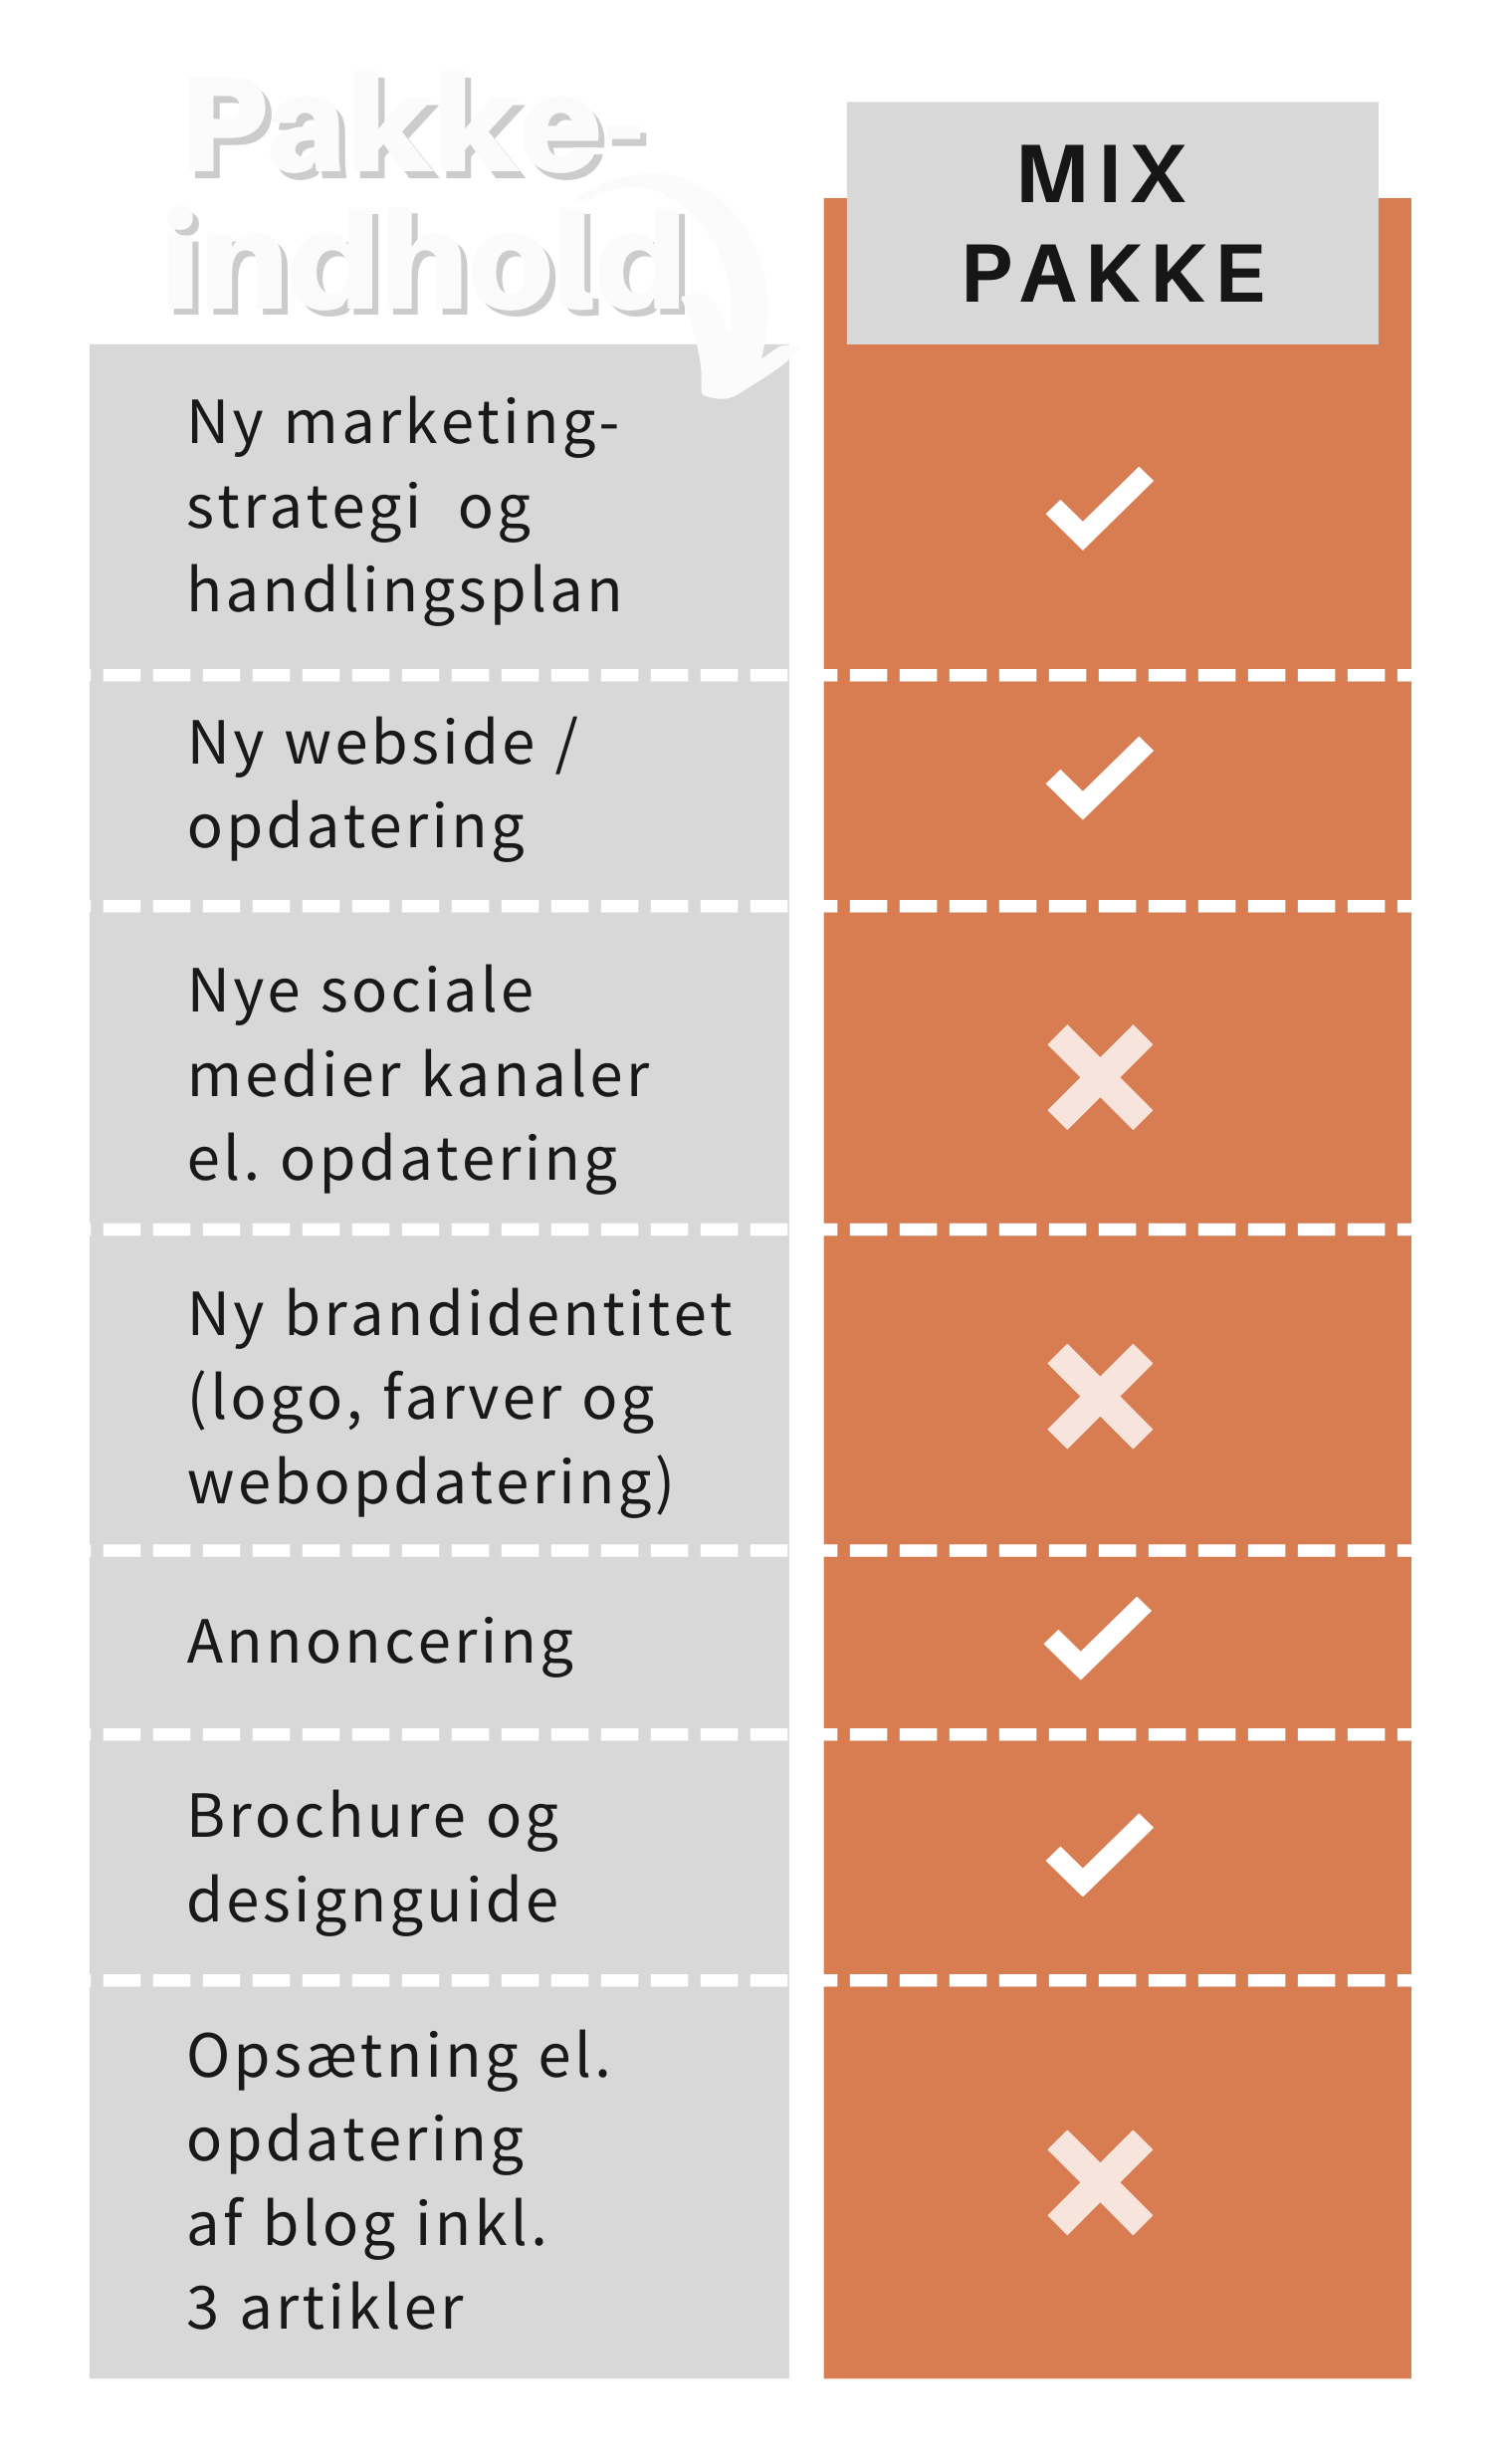 Pakke-
indhold
MIX
PAKKE
Ny marketing-
strategi og
handlingsplan
Ny webside /
opdatering
Nye sociale
medier kanaler
el. opdatering
Ny brandidentitet
(logo, farver og
webopdatering)
Annoncering
Brochure og
designguide
Opsætning el.
opdatering
af blog inkl.
3 artikler